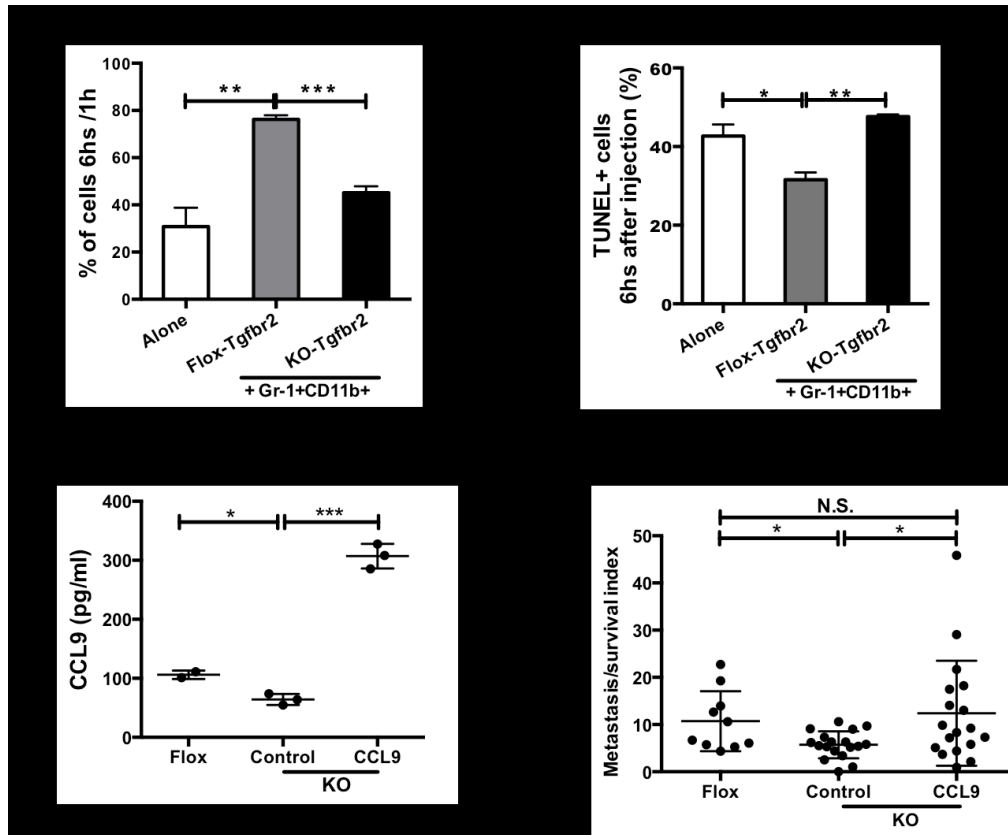 % of cells 6hs /1h
100
80
60
40
20
0
** ***
Alone
Flox-Tgfbr2
KO-Tgfbr2
+ Gr-1+CD11b+
TUNEL+ cells
6hs after injection (%)
60
40
20
0
* **
Alone
Flox-Tgfbr2
KO-Tgfbr2
+ Gr-1+CD11b+
CCL9 (pg/ml)
400
300
200
100
0
* ***
Flox Control CCL9
KO
Metastasis/survival index
50
40
30
20
10
0
N.S.
* *
Flox Control CCL9
KO